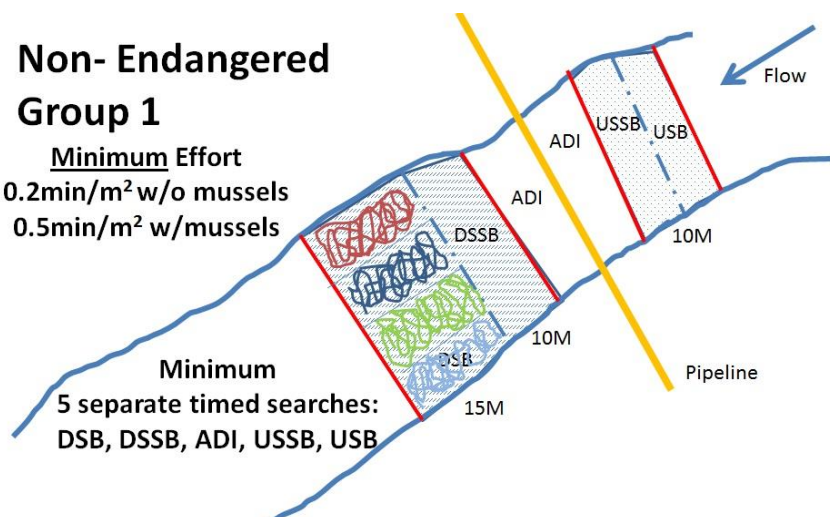 Non- Endangered
Group 1
Minimum Effort
0.2min/m² w/o mussels
0.5min/m² w/mussels
Flow
USSB
USB
ADI
ADI
DSSB
10M
DSB
10M
15M
Pipeline
Minimum
5 separate timed searches:
DSB, DSSB, ADI, USSB, USB